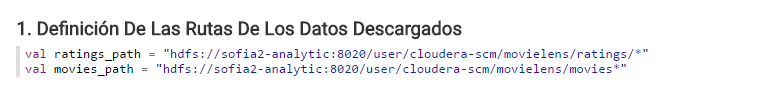 1. Definición De Las Rutas De Los Datos Descargados
val ratings_path = "hdfs://sofia2-analytic:8020/user/cloudera-scm/movielens/ratings/*"
val movies_path = "hdfs://sofia2-analytic:8020/user/cloudera-scm/movielens/movies*"